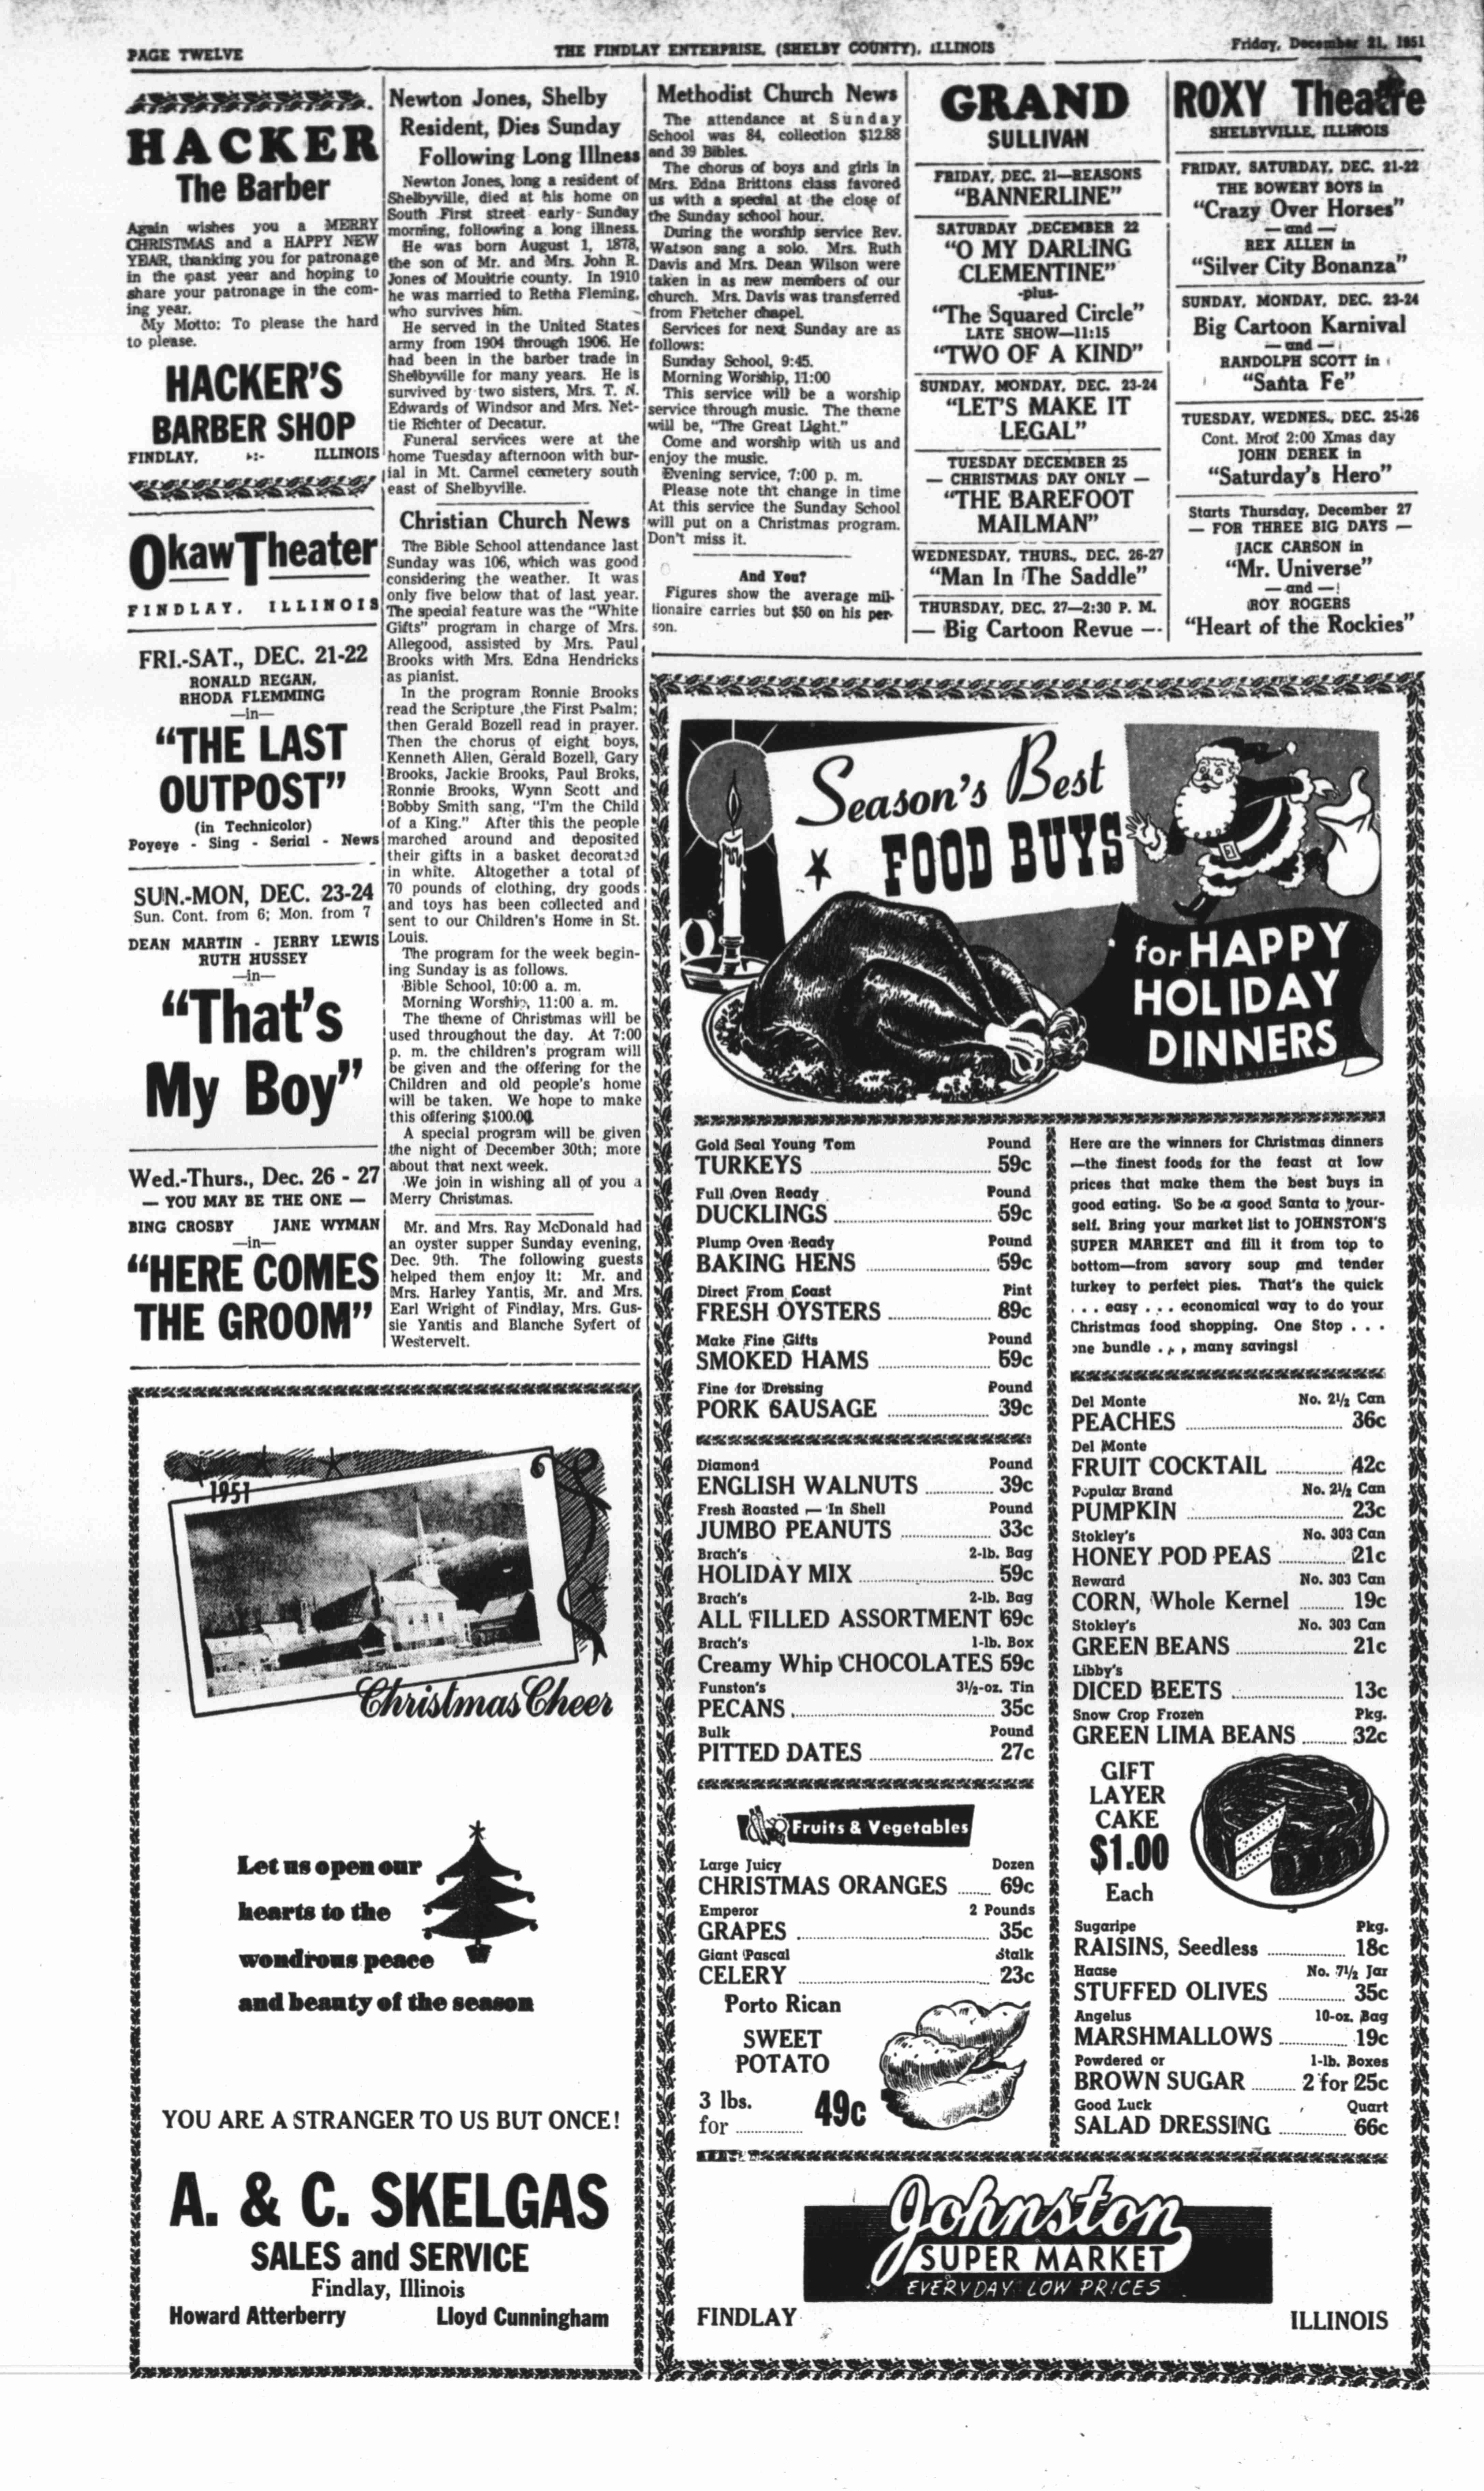 PAGE TWELVE
THE FINDLAY ENTERPRISE, (SHELBY COUNTY), ILLINOIS
Friday, December 21, 1951
HACKER
The Barber
Again wishes you a MERRY
CHRISTMAS and a HAPPY NEW
YEAR, thanking you for patronage
in the past year and hoping to
share your patronage in the com-
ing year.
My Motto: To please the hard
to please.
HACKER'S
BARBER SHOP
FINDLAY, -:- ILLINOIS
Okaw Theater
FINDLAY, ILLINOIS
FRI.-SAT., DEC. 21-22
RONALD REGAN,
RHODA FLEMMING
—in—
"THE LAST
OUTPOST"
(in Technicolor)
Poyeye - Sing - Serial - News
SUN.-MON, DEC. 23-24
Sun. Cont. from 6; Mon. from 7
DEAN MARTIN - JERRY LEWIS
RUTH HUSSEY
—in—
"That's
My Boy"
Wed.-Thurs., Dec. 26 - 27
— YOU MAY BE THE ONE —
BING CROSBY JANE WYMAN
—in—
"HERE COMES
THE GROOM"
Newton Jones, Shelby
Resident, Dies Sunday
Following Long Illness
Newton Jones, long a resident of
Shelbyville, died at his home on
South First street early Sunday
morning, following a long illness.
He was born August 1, 1878,
the son of Mr. and Mrs. John R.
Jones of Moultrie county. In 1910
he was married to Retha Fleming,
who survives him.
He served in the United States
army from 1904 through 1906. He
had been in the barber trade in
Shelbyville for many years. He is
survived by two sisters, Mrs. T. N.
Edwards of Windsor and Mrs. Net-
tie Richter of Decatur.
Funeral services were at the
home Tuesday afternoon with bur-
ial in Mt. Carmel cemetery south
east of Shelbyville.
Christian Church News
The Bible School attendance last
Sunday was 106, which was good
considering the weather. It was
only five below that of last year.
The special feature was the "White
Gifts" program in charge of Mrs.
Allegood, assisted by Mrs. Paul
Brooks with Mrs. Edna Hendricks
as pianist.
In the program Ronnie Brooks
read the Scripture ,the First Psalm;
then Gerald Bozell read in prayer.
Then the chorus of eight boys,
Kenneth Allen, Gerald Bozell, Gary
Brooks, Jackie Brooks, Paul Broks,
Ronnie Brooks, Wynn Scott and
Bobby Smith sang, "I'm the Child
of a King." After this the people
marched around and deposited
their gifts in a basket decorated
in white. Altogether a total of
70 pounds of clothing, dry goods
and toys has been collected and
sent to our Children's Home in St.
Louis.
The program for the week begin-
ing Sunday is as follows.
Bible School, 10:00 a. m.
Morning Worship, 11:00 a. m.
The theme of Christmas will be
used throughout the day. At 7:00
p. m. the children's program will
be given and the offering for the
Children and old people's home
will be taken. We hope to make
this offering $100.00.
A special program will be given
the night of December 30th; more
about that next week.
We join in wishing all of you a
Merry Christmas.
Mr. and Mrs. Ray McDonald had
an oyster supper Sunday evening,
Dec. 9th. The following guests
helped them enjoy it: Mr. and
Mrs. Harley Yantis, Mr. and Mrs.
Earl Wright of Findlay, Mrs. Gus-
sie Yantis and Blanche Syfert of
Westervelt.
Methodist Church News
The attendance at Sunday
School was 84, collection $12.88
and 39 Bibles.
The chorus of boys and girls in
Mrs. Edna Brittons class favored
us with a special at the close of
the Sunday school hour.
During the worship service Rev.
Watson sang a solo. Mrs. Ruth
Davis and Mrs. Dean Wilson were
taken in as new members of our
church. Mrs. Davis was transferred
from Fletcher chapel.
Services for next Sunday are as
follows:
Sunday School, 9:45.
Morning Worship, 11:00
This service will be a worship
service through music. The theme
will be, "The Great Light."
Come and worship with us and
enjoy the music.
Evening service, 7:00 p. m.
Please note tht change in time
At this service the Sunday School
will put on a Christmas program.
Don't miss it.
And You?
Figures show the average mil-
lionaire carries but $50 on his per-
son.
GRAND
SULLIVAN
FRIDAY, DEC. 21—REASONS
"BANNERLINE"
SATURDAY ,DECEMBER 22
"O MY DARLING
CLEMENTINE"
-plus-
"The Squared Circle"
LATE SHOW—11:15
"TWO OF A KIND"
SUNDAY, MONDAY, DEC. 23-24
"LET'S MAKE IT
LEGAL"
TUESDAY DECEMBER 25
— CHRISTMAS DAY ONLY —
"THE BAREFOOT
MAILMAN"
WEDNESDAY, THURS., DEC. 26-27
"Man In The Saddle"
THURSDAY, DEC. 27—2:30 P. M.
— Big Cartoon Revue —
ROXY Theatre
SHELBYVILLE, ILLINOIS
FRIDAY, SATURDAY, DEC. 21-22
THE BOWERY BOYS in
"Crazy Over Horses"
— and —
REX ALLEN in
"Silver City Bonanza"
SUNDAY, MONDAY, DEC. 23-24
Big Cartoon Karnival
— and —
RANDOLPH SCOTT in
"Santa Fe"
TUESDAY, WEDNES., DEC. 25-26
Cont. Mrof 2:00 Xmas day
JOHN DEREK in
"Saturday's Hero"
Starts Thursday, December 27
— FOR THREE BIG DAYS —
JACK CARSON in
"Mr. Universe"
— and —
ROY ROGERS
"Heart of the Rockies"
1951
Christmas Cheer
Let us open our
hearts to the
wondrous peace
and beauty of the season
YOU ARE A STRANGER TO US BUT ONCE!
A. & C. SKELGAS
SALES and SERVICE
Findlay, Illinois
Howard Atterberry Lloyd Cunningham
Season's Best
FOOD BUYS
for HAPPY
HOLIDAY
DINNERS
Gold Seal Young Tom Pound
TURKEYS 59c
Full Oven Ready Pound
DUCKLINGS 59c
Plump Oven Ready Pound
BAKING HENS 59c
Direct From Coast Pint
FRESH OYSTERS 89c
Make Fine Gifts Pound
SMOKED HAMS 59c
Fine for Dressing Pound
PORK SAUSAGE 39c
Diamond Pound
ENGLISH WALNUTS 39c
Fresh Roasted — In Shell Pound
JUMBO PEANUTS 33c
Brach's 2-lb. Bag
HOLIDAY MIX 59c
Brach's 2-lb. Bag
ALL FILLED ASSORTMENT 69c
Brach's 1-lb. Box
Creamy Whip CHOCOLATES 59c
Funston's 3½-oz. Tin
PECANS 35c
Bulk Pound
PITTED DATES 27c
Fruits & Vegetables
Large Juicy Dozen
CHRISTMAS ORANGES 69c
Emperor 2 Pounds
GRAPES 35c
Giant Pascal Stalk
CELERY 23c
Porto Rican
SWEET
POTATO
3 lbs.
for 49c
Here are the winners for Christmas dinners
—the finest foods for the feast at low
prices that make them the best buys in
good eating. So be a good Santa to your-
self. Bring your market list to JOHNSTON'S
SUPER MARKET and fill it from top to
bottom—from savory soup and tender
turkey to perfect pies. That's the quick
. . . easy . . . economical way to do your
Christmas food shopping. One Stop . . .
one bundle . . , many savings!
Del Monte No. 2½ Can
PEACHES 36c
Del Monte
FRUIT COCKTAIL 42c
Popular Brand No. 2½ Can
PUMPKIN 23c
Stokley's No. 303 Can
HONEY POD PEAS 21c
Reward No. 303 Can
CORN, Whole Kernel 19c
Stokley's No. 303 Can
GREEN BEANS 21c
Libby's
DICED BEETS 13c
Snow Crop Frozen Pkg.
GREEN LIMA BEANS 32c
GIFT
LAYER
CAKE
$1.00
Each
Sugaripe Pkg.
RAISINS, Seedless 18c
Haase No. 7½ Jar
STUFFED OLIVES 35c
Angelus 10-oz. Bag
MARSHMALLOWS 19c
Powdered or 1-lb. Boxes
BROWN SUGAR 2 for 25c
Good Luck Quart
SALAD DRESSING 66c
Johnston
SUPER MARKET
EVERYDAY LOW PRICES
FINDLAY ILLINOIS